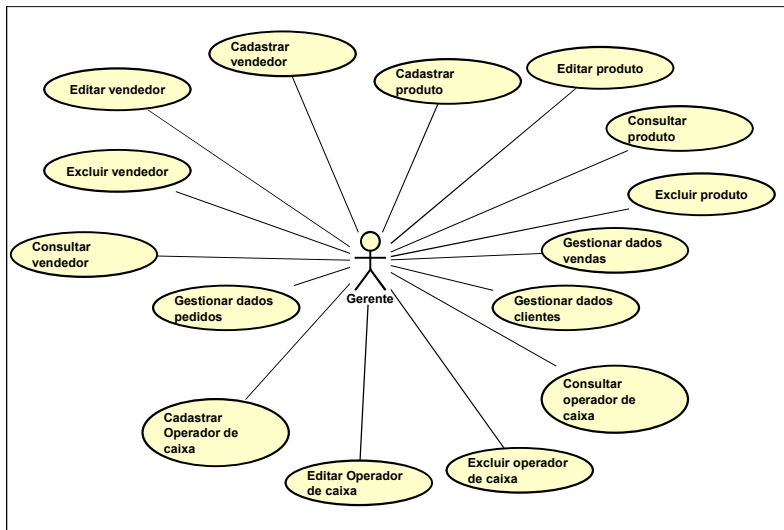 Cadastrar
vendedor
Cadastrar
produto
Editar produto
Editar vendedor
Consultar
produto
Excluir vendedor
Excluir produto
Consultar
vendedor
Gestionar dados
vendas
Gestionar dados
pedidos
Gerente
Gestionar dados
clientes
Consultar
operador de
caixa
Cadastrar
Operador de
caixa
Editar Operador
de caixa
Excluir operador
de caixa